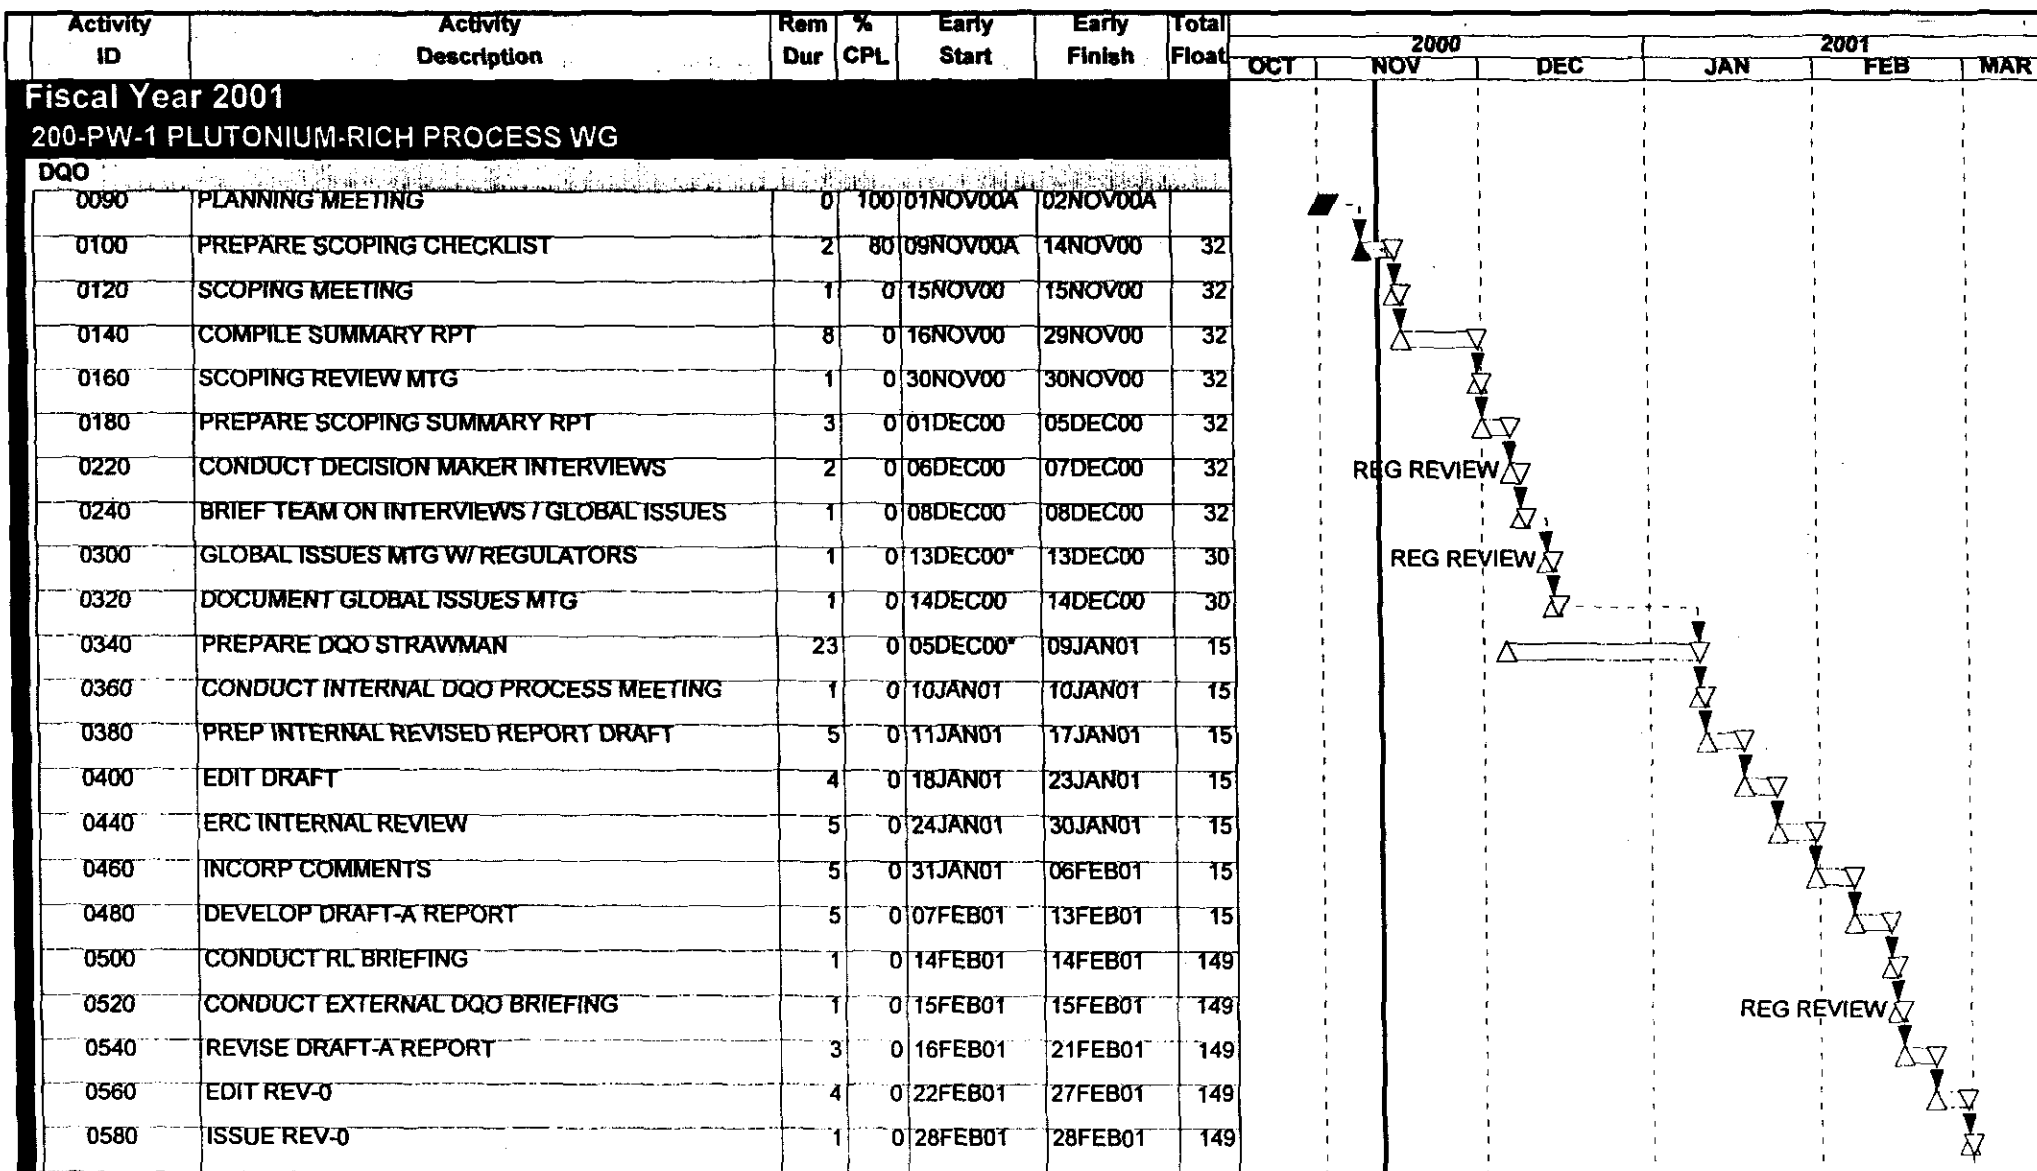 Activity ID Activity Description Rem Dur % CPL Early Start Early Finish Total Float
2000 2001
OCT NOV DEC JAN FEB MAR
Fiscal Year 2001
200-PW-1 PLUTONIUM-RICH PROCESS WG
DQO
0090 PLANNING MEETING 0 100 01NOV00A 02NOV00A
0100 PREPARE SCOPING CHECKLIST 2 80 09NOV00A 14NOV00 32
0120 SCOPING MEETING 1 0 15NOV00 15NOV00 32
0140 COMPILE SUMMARY RPT 8 0 16NOV00 29NOV00 32
0160 SCOPING REVIEW MTG 1 0 30NOV00 30NOV00 32
0180 PREPARE SCOPING SUMMARY RPT 3 0 01DEC00 05DEC00 32
0220 CONDUCT DECISION MAKER INTERVIEWS 2 0 06DEC00 07DEC00 32 REG REVIEW
0240 BRIEF TEAM ON INTERVIEWS / GLOBAL ISSUES 1 0 08DEC00 08DEC00 32
0300 GLOBAL ISSUES MTG W/ REGULATORS 1 0 13DEC00* 13DEC00 30 REG REVIEW
0320 DOCUMENT GLOBAL ISSUES MTG 1 0 14DEC00 14DEC00 30
0340 PREPARE DQO STRAWMAN 23 0 05DEC00* 09JAN01 15
0360 CONDUCT INTERNAL DQO PROCESS MEETING 1 0 10JAN01 10JAN01 15
0380 PREP INTERNAL REVISED REPORT DRAFT 5 0 11JAN01 17JAN01 15
0400 EDIT DRAFT 4 0 18JAN01 23JAN01 15
0440 ERC INTERNAL REVIEW 5 0 24JAN01 30JAN01 15
0460 INCORP COMMENTS 5 0 31JAN01 06FEB01 15
0480 DEVELOP DRAFT-A REPORT 5 0 07FEB01 13FEB01 15
0500 CONDUCT RL BRIEFING 1 0 14FEB01 14FEB01 149
0520 CONDUCT EXTERNAL DQO BRIEFING 1 0 15FEB01 15FEB01 149 REG REVIEW
0540 REVISE DRAFT-A REPORT 3 0 16FEB01 21FEB01 149
0560 EDIT REV-0 4 0 22FEB01 27FEB01 149
0580 ISSUE REV-0 1 0 28FEB01 28FEB01 149